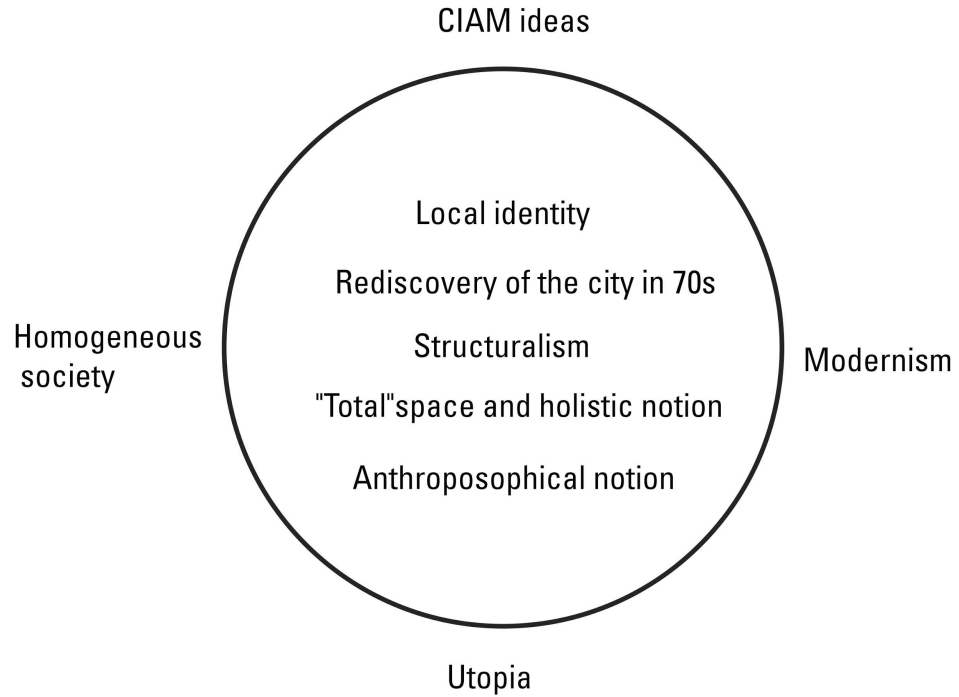 CIAM ideas
Local identity
Rediscovery of the city in 70s
Homogeneous
society
Structuralism
Modernism
"Total"space and holistic notion
Anthroposophical notion
Utopia